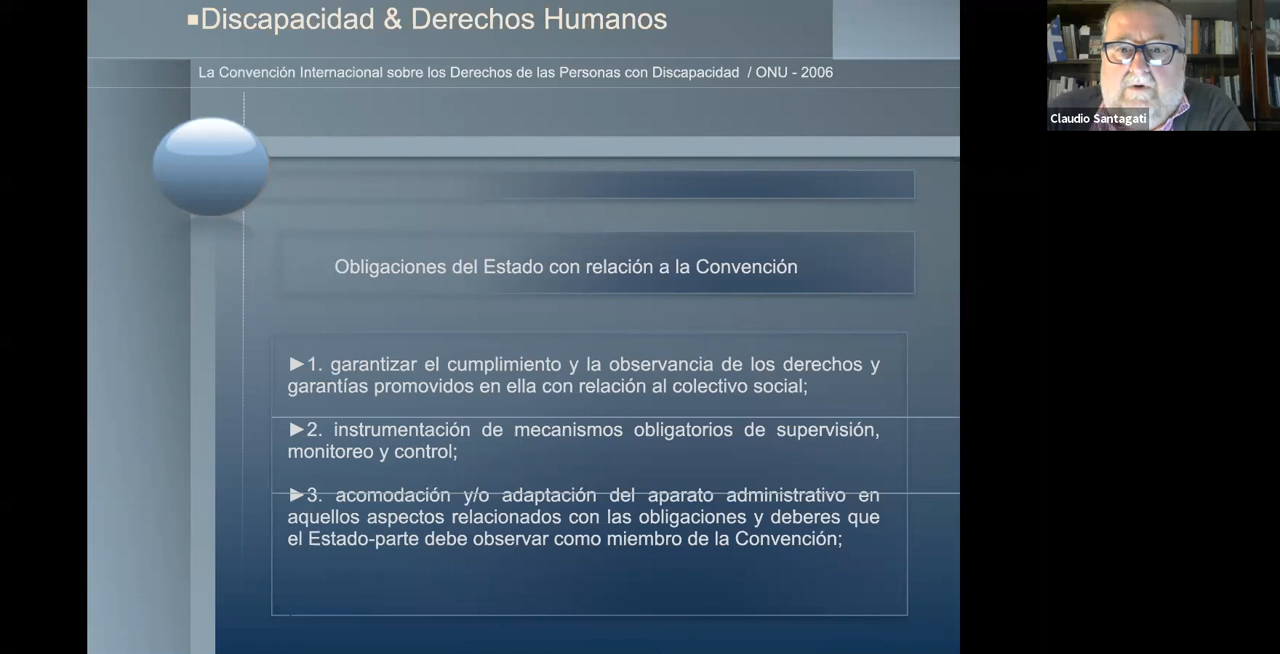 ▪Discapacidad & Derechos Humanos
La Convención Internacional sobre los Derechos de las Personas con Discapacidad / ONU - 2006
Claudio Santagati
Obligaciones del Estado con relación a la Convención
►1. garantizar el cumplimiento y la observancia de los derechos y
garantías promovidos en ella con relación al colectivo social;
►2. instrumentación de mecanismos obligatorios de supervisión,
monitoreo y control;
►3. acomodación y/o adaptación del aparato administrativo en
aquellos aspectos relacionados con las obligaciones y deberes que
el Estado-parte debe observar como miembro de la Convención;